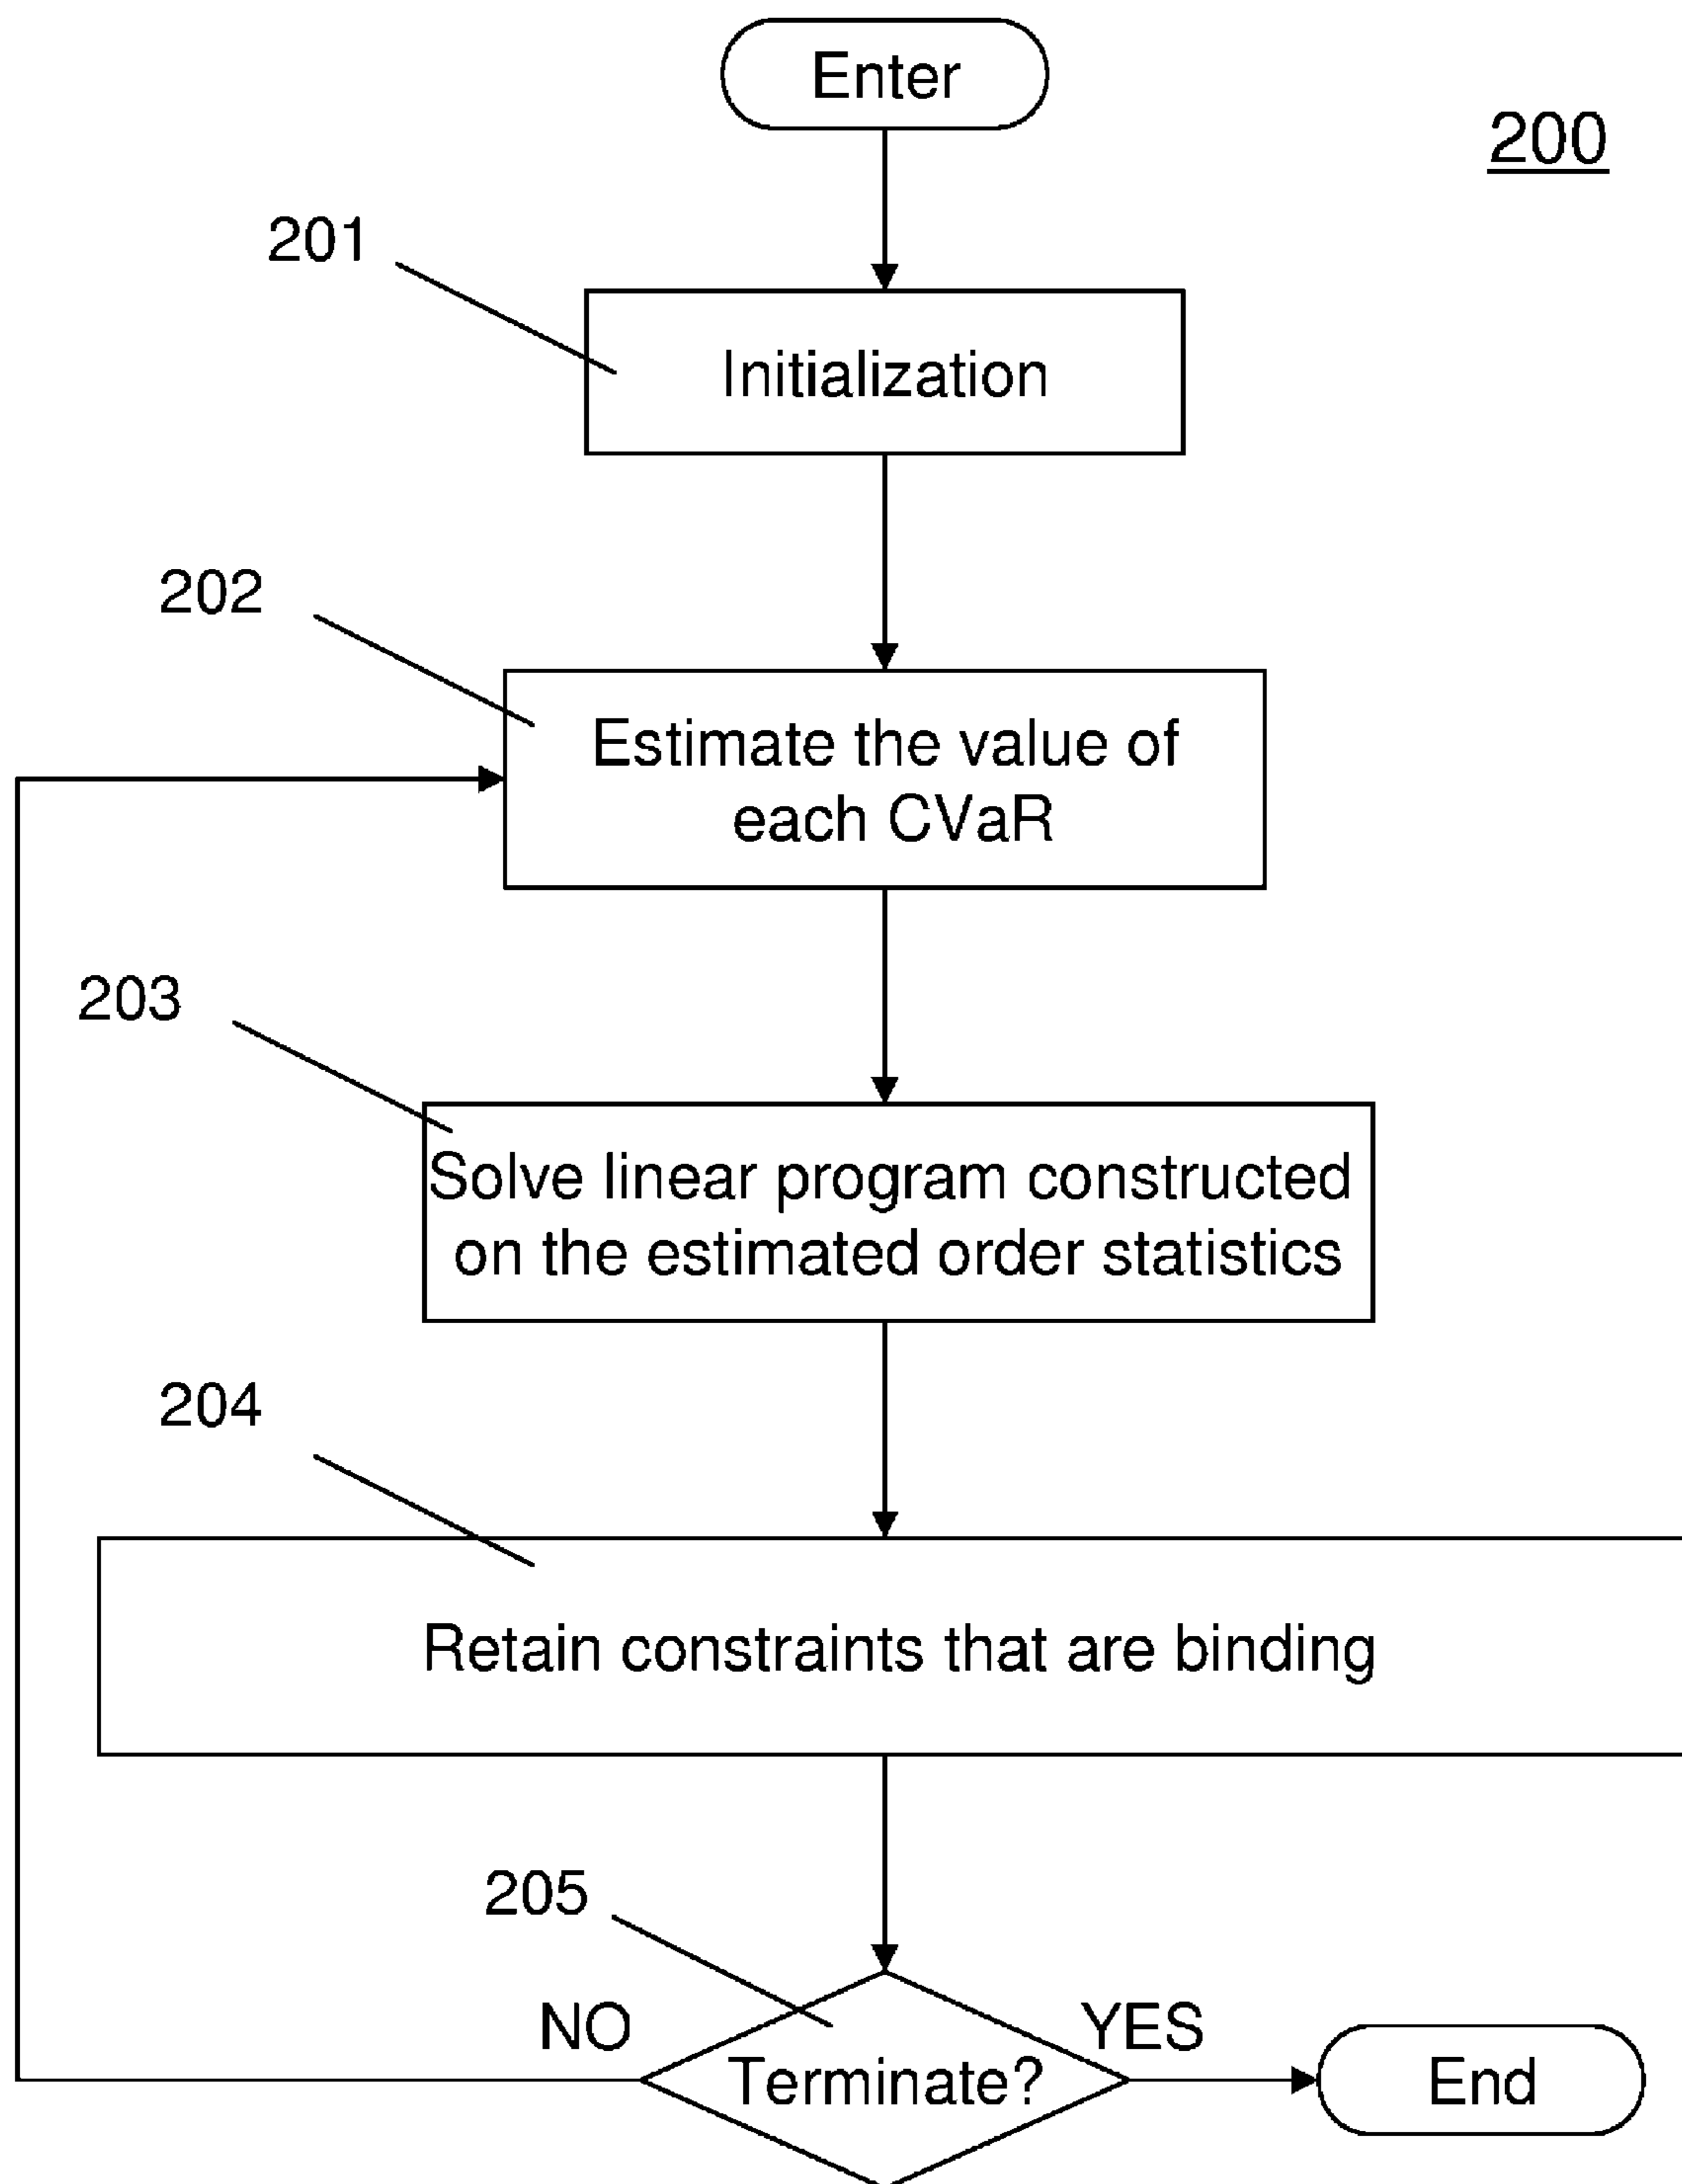 Enter
200
201
Initialization
202
Estimate the value of
each CVaR
203
Solve linear program constructed
on the estimated order statistics
204
Retain constraints that are binding
205
NO
YES
Terminate?
End